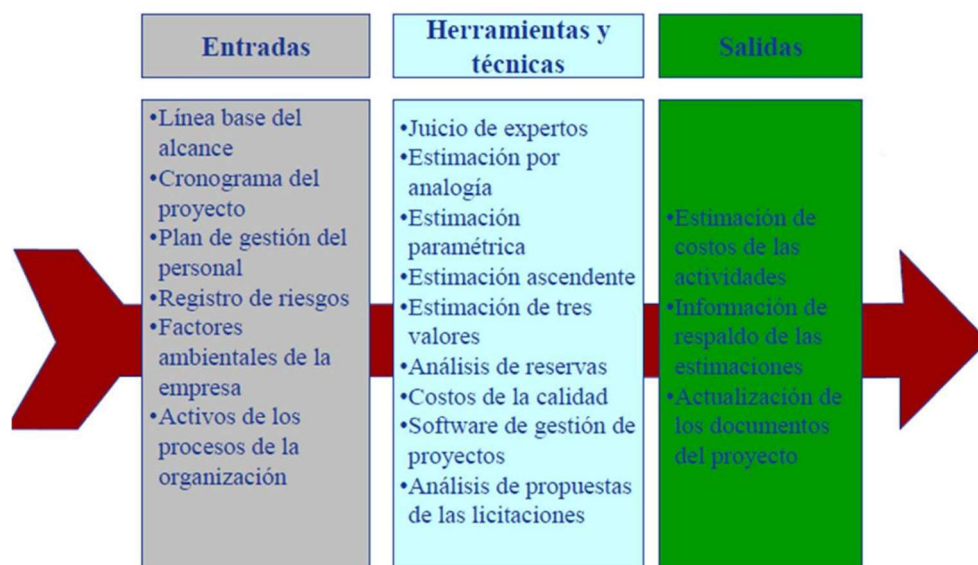 Entradas
•Línea base del
alcance
•Cronograma del
proyecto
•Plan de gestión del
personal
•Registro de riesgos
•Factores
ambientales de la
empresa
•Activos de los
procesos de la
organización
Herramientas y
técnicas
•Juicio de expertos
•Estimación por
analogía
•Estimación
paramétrica
•Estimación ascendente
•Estimación de tres
valores
•Análisis de reservas
•Costos de la calidad
•Software de gestión de
proyectos
•Análisis de propuestas
de las licitaciones
Salidas
•Estimación de
costos de las
actividades
•Información de
respaldo de las
estimaciones
•Actualización de
los documentos
del proyecto